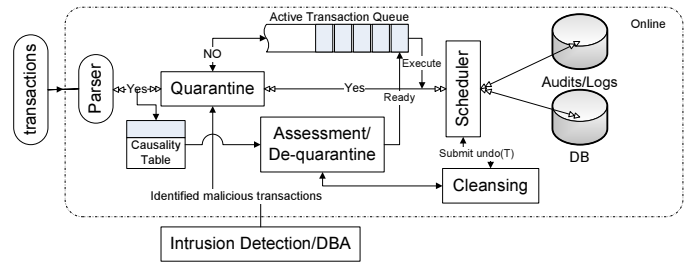 Active Transaction Queue
Online
transactions
Parser
NO
Yes
Quarantine
Yes
Execute
Ready
Scheduler
Audits/Logs
DB
Causality
Table
Assessment/
De-quarantine
Submit undo(T)
Cleansing
Identified malicious transactions
Intrusion Detection/DBA